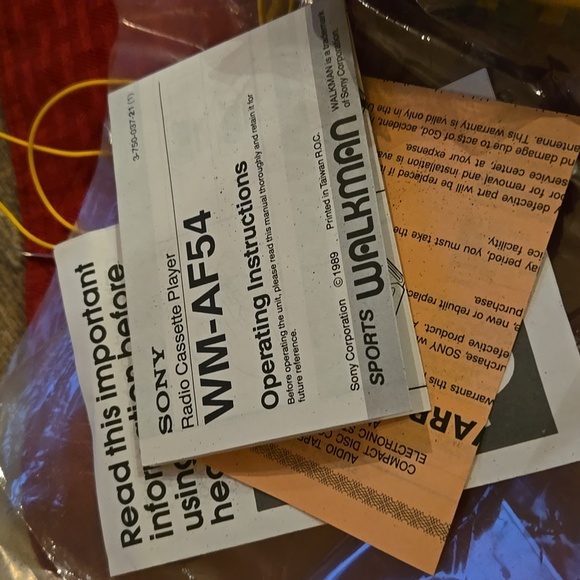 3-750-037-21 (1)
SONY
Radio Cassette Player
WM-AF54
Operating Instructions
Before operating the unit, please read this manual thoroughly and retain it for
future reference.
Sony Corporation © 1989 Printed in Taiwan R.O.C.
SPORTS WALKMAN
WALKMAN is a trademark
of Sony Corporation.
Read this important
before
using
antenna. This warranty is valid only in the
nd damage due to acts of god, accident,
service center, at your expense
or for removal and installation is
defective part will be replaced if
ay period, you must take the
ice facility.
purchase.
new or rebuilt
efective product.
rchase, SONY
warrants this
AUDIO
COMPACT DISC
ELECTRONIC